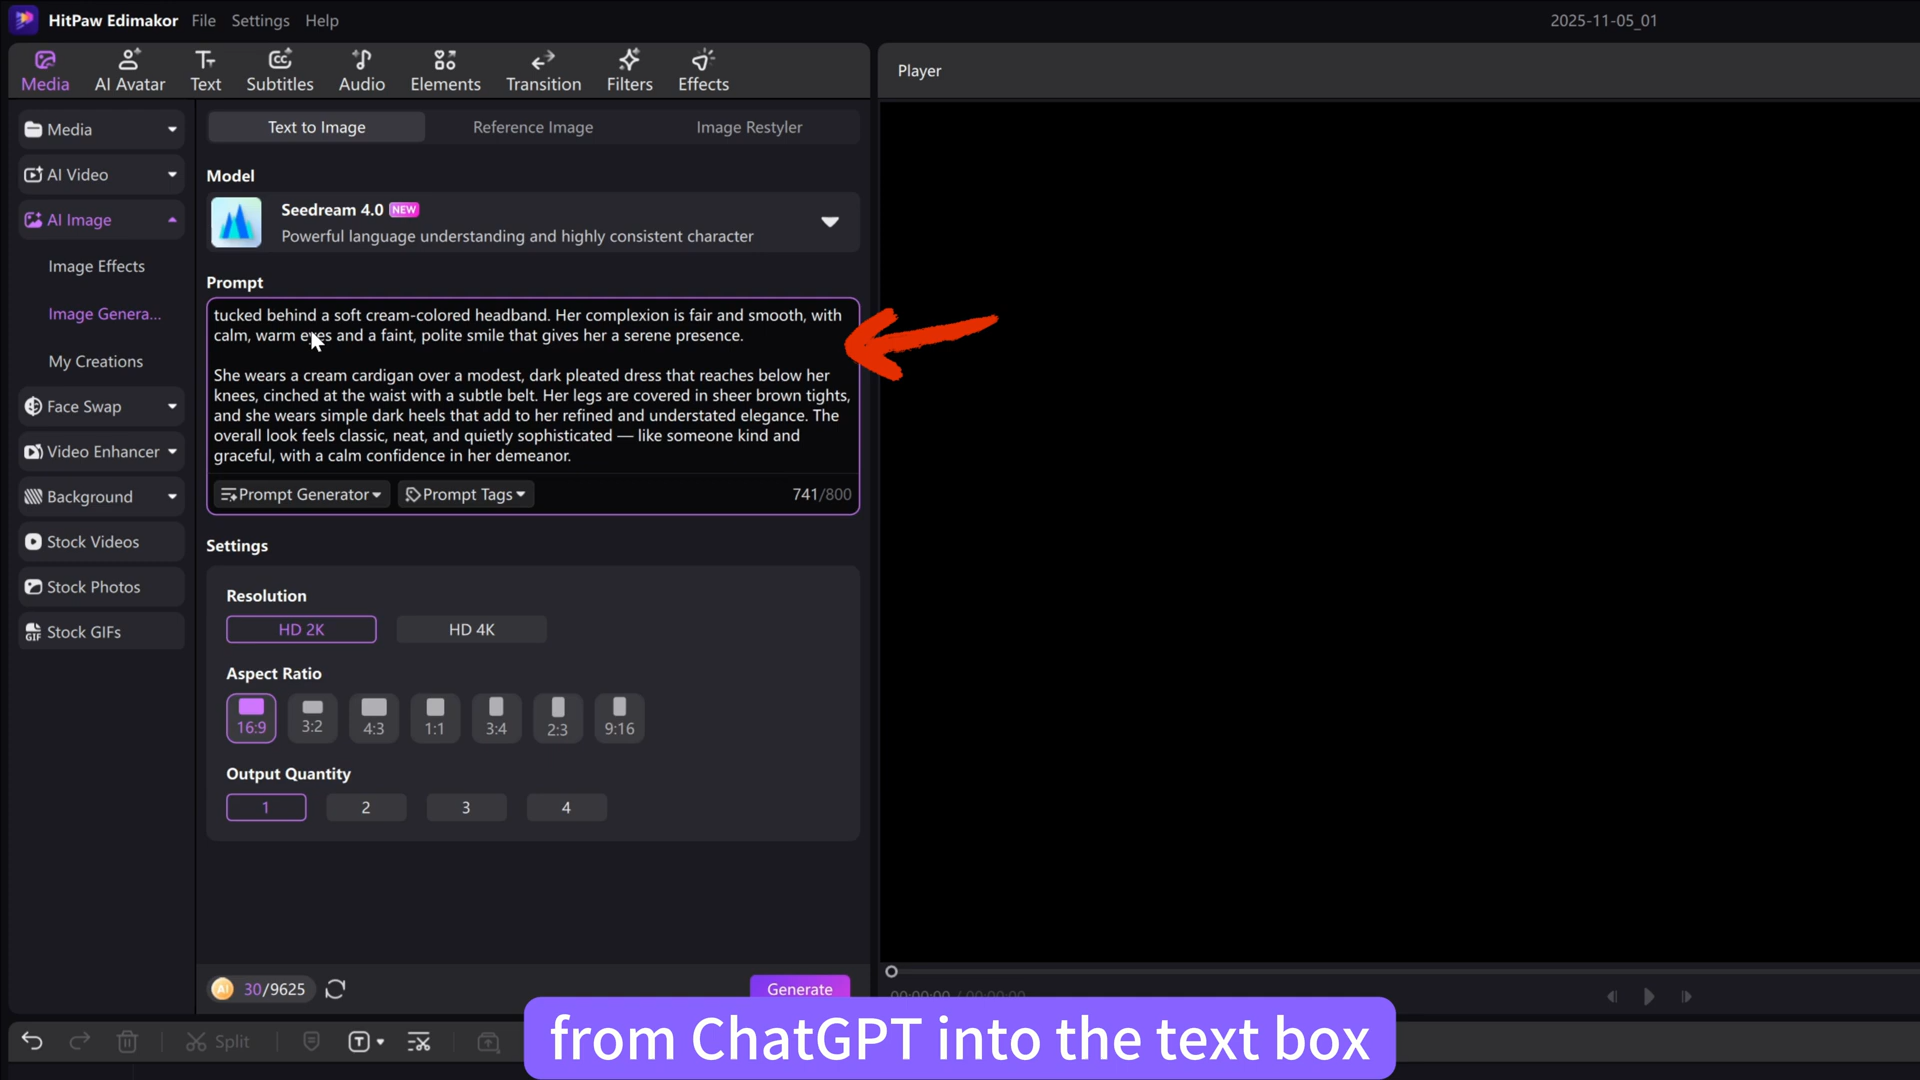 HitPaw Edimakor File Settings Help
2025-11-05_01
Media AI Avatar Text Subtitles Audio Elements Transition Filters Effects
Player
Media
AI Video
AI Image
Image Effects
Image Genera...
My Creations
Face Swap
Video Enhancer
Background
Stock Videos
Stock Photos
GIF Stock GIFs
Text to Image Reference Image Image Restyler
Model
Seedream 4.0 NEW
Powerful language understanding and highly consistent character
Prompt
tucked behind a soft cream-colored headband. Her complexion is fair and smooth, with
calm, warm eyes and a faint, polite smile that gives her a serene presence.
She wears a cream cardigan over a modest, dark pleated dress that reaches below her
knees, cinched at the waist with a subtle belt. Her legs are covered in sheer brown tights,
and she wears simple dark heels that add to her refined and understated elegance. The
overall look feels classic, neat, and quietly sophisticated — like someone kind and
graceful, with a calm confidence in her demeanor.
Prompt Generator Prompt Tags 741/800
Settings
Resolution
HD 2K HD 4K
Aspect Ratio
16:9 3:2 4:3 1:1 3:4 2:3 9:16
Output Quantity
1 2 3 4
AI 30/9625 Generate
00:00:00 / 00:00:00
Split
from ChatGPT into the text box